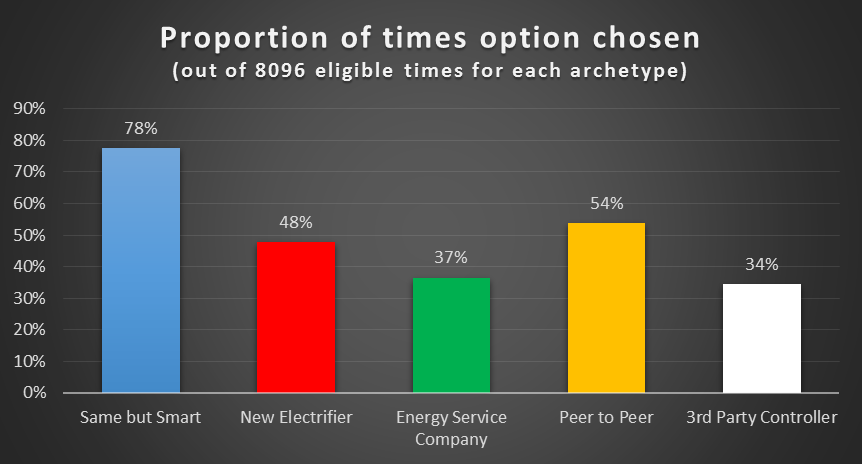 Proportion of times option chosen
(out of 8096 eligible times for each archetype)
90%
80%
70%
60%
50%
40%
30%
20%
10%
0%
78%
48%
37%
54%
34%
Same but Smart
New Electrifier
Energy Service
Company
Peer to Peer
3rd Party Controller